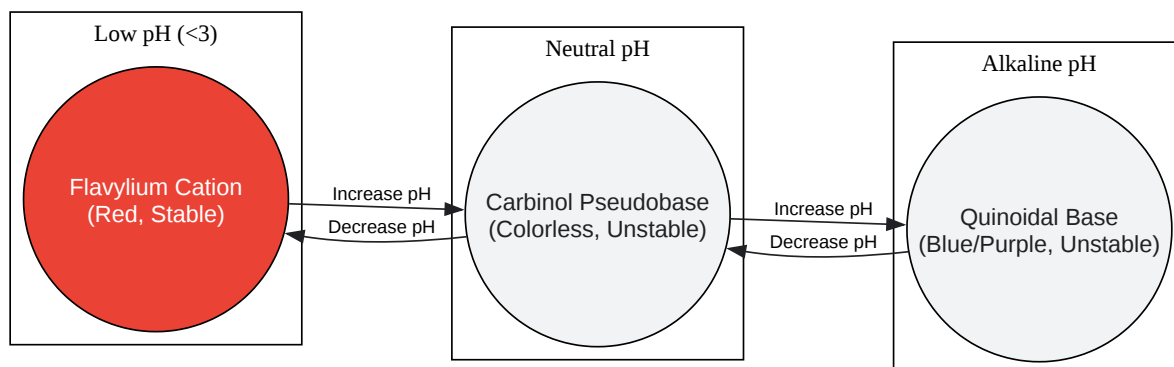 Low pH (<3)
Flavylium Cation
(Red, Stable)
Increase pH
Decrease pH
Neutral pH
Carbinol Pseudobase
(Colorless, Unstable)
Increase pH
Decrease pH
Alkaline pH
Quinoidal Base
(Blue/Purple, Unstable)